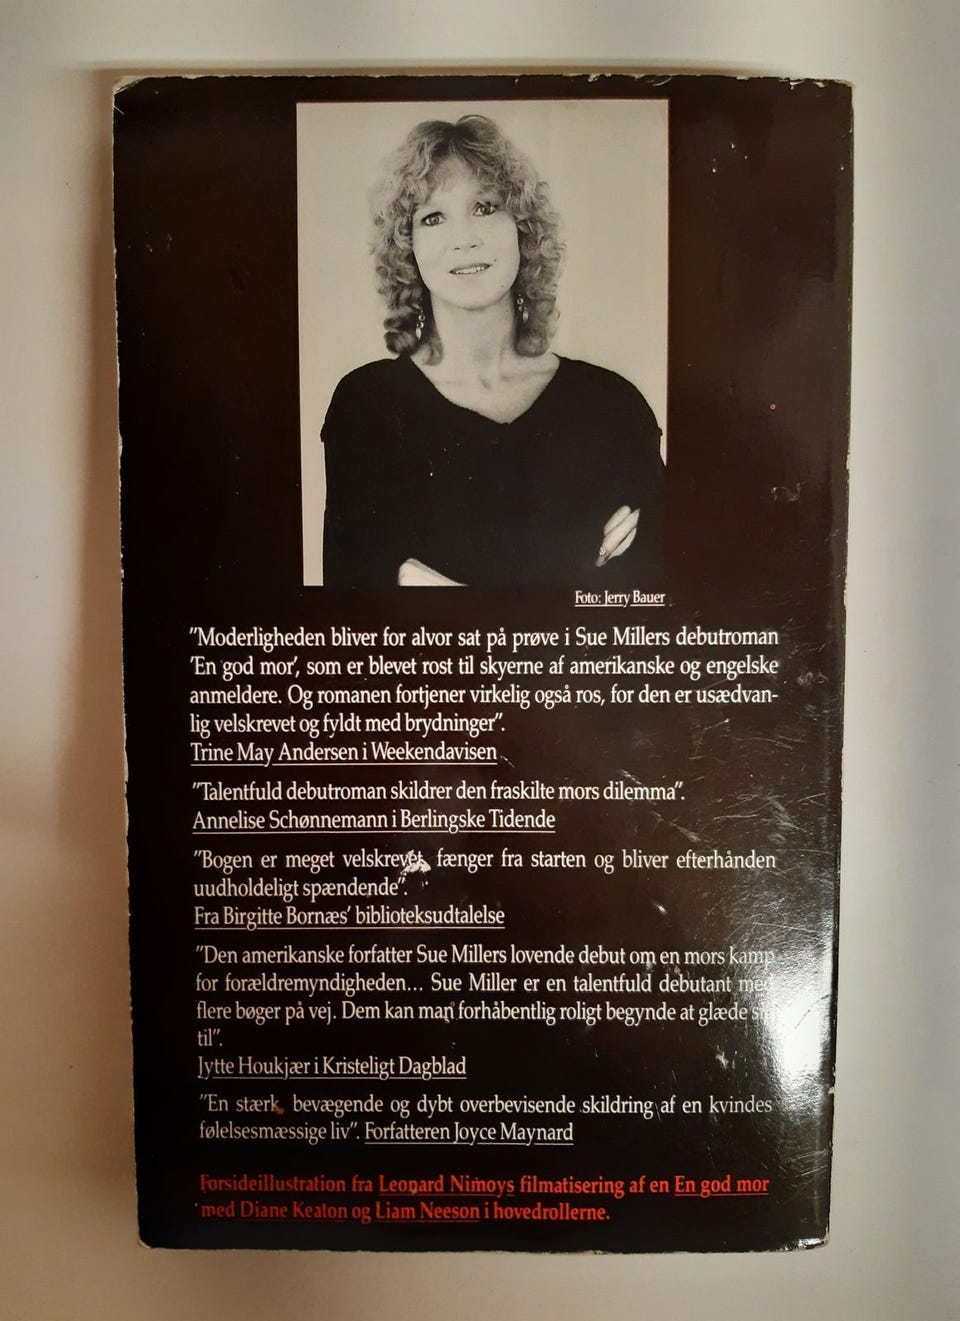 Foto: Jerry Bauer
"Moderligheden bliver for alvor sat på prøve i Sue Millers debutroman
'En god mor', som er blevet rost til skyerne af amerikanske og engelske
anmeldere. Og romanen fortjener virkelig også ros, for den er usædvan-
lig velskrevet og fyldt med brydninger".
Trine May Andersen i Weekendavisen
"Talentfuld debutroman skildrer den fraskilte mors dilemma".
Annelise Schønnemann i Berlingske Tidende
"Bogen er meget velskrevet, fænger fra starten og bliver efterhånden
uudholdeligt spændende".
Fra Birgitte Bornæs' biblioteksudtalelse
"Den amerikanske forfatter Sue Millers lovende debut om en mors kamp
for forældremyndigheden... Sue Miller er en talentfuld debutant med
flere bøger på vej. Dem kan man forhåbentlig roligt begynde at glæde sig
til".
Jytte Houkjær i Kristeligt Dagblad
"En stærk, bevægende og dybt overbevisende skildring af en kvindes
følelsesmæssige liv". Forfatteren Joyce Maynard
Forsideillustration fra Leonard Nimoys filmatisering af en En god mor
med Diane Keaton og Liam Neeson i hovedrollerne.